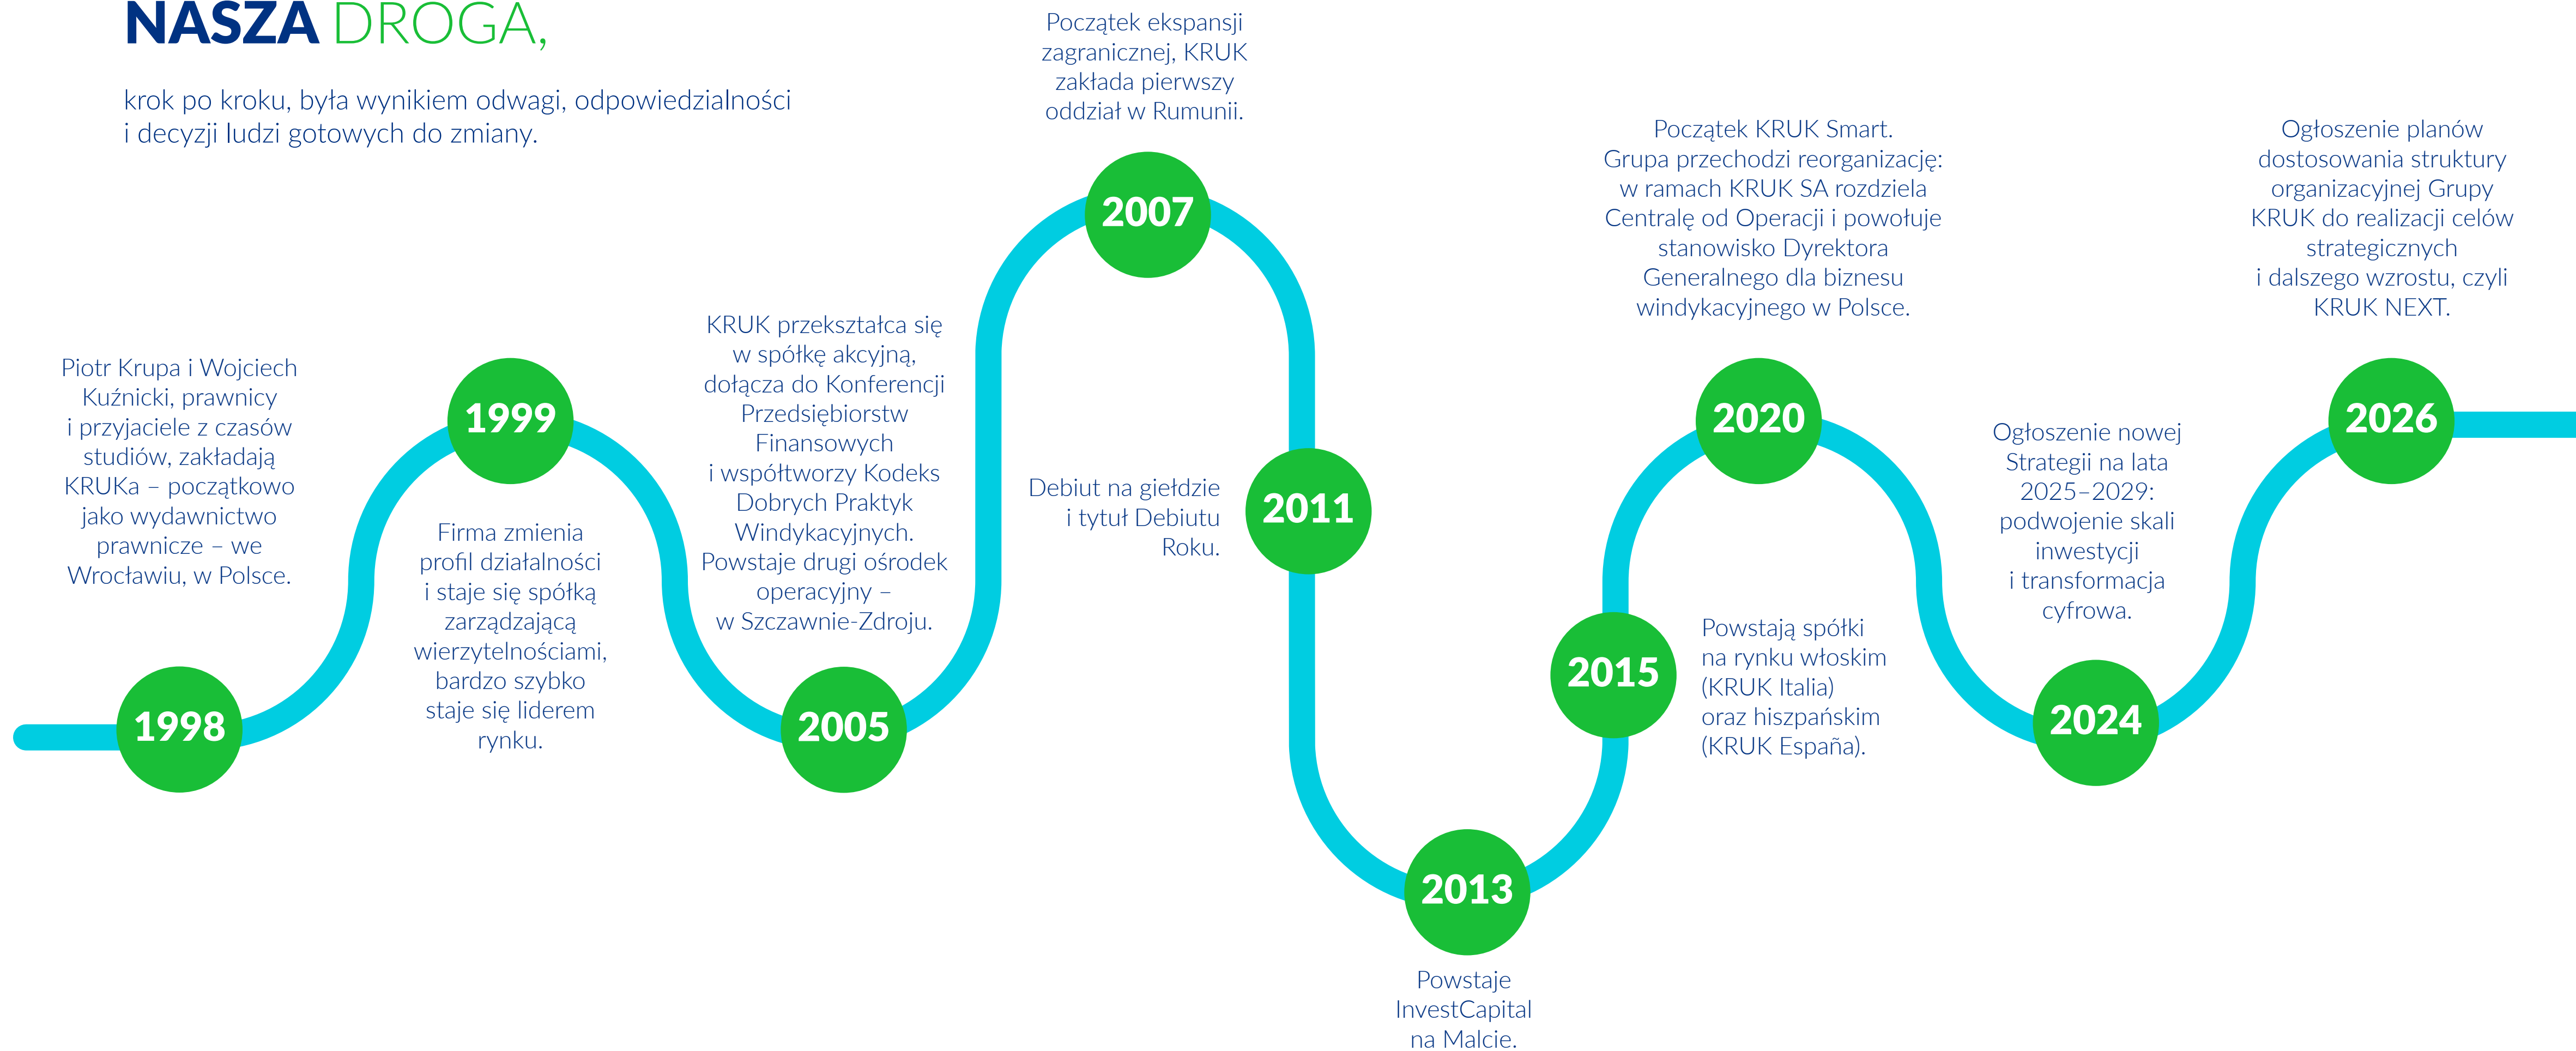 NASZA DROGA,
krok po kroku, była wynikiem odwagi, odpowiedzialności
i decyzji ludzi gotowych do zmiany.
Piotr Krupa i Wojciech
Kuźnicki, prawnicy
i przyjaciele z czasów
studiów, zakładają
KRUKa – początkowo
jako wydawnictwo
prawnicze – we
Wrocławiu, w Polsce.
1998
1999
Firma zmienia
profil działalności
i staje się spółką
zarządzającą
wierzytelnościami,
bardzo szybko
staje się liderem
rynku.
KRUK przekształca się
w spółkę akcyjną,
dołącza do Konferencji
Przedsiębiorstw
Finansowych
i współtworzy Kodeks
Dobrych Praktyk
Windykacyjnych.
Powstaje drugi ośrodek
operacyjny –
w Szczawnie-Zdroju.
2005
Początek ekspansji
zagranicznej, KRUK
zakłada pierwszy
oddział w Rumunii.
2007
Debiut na giełdzie
i tytuł Debiutu
Roku.
2011
2013
Powstaje
InvestCapital
na Malcie.
2015
Powstają spółki
na rynku włoskim
(KRUK Italia)
oraz hiszpańskim
(KRUK España).
Początek KRUK Smart.
Grupa przechodzi reorganizację:
w ramach KRUK SA rozdziela
Centralę od Operacji i powołuje
stanowisko Dyrektora
Generalnego dla biznesu
windykacyjnego w Polsce.
2020
Ogłoszenie nowej
Strategii na lata
2025–2029:
podwojenie skali
inwestycji
i transformacja
cyfrowa.
2024
Ogłoszenie planów
dostosowania struktury
organizacyjnej Grupy
KRUK do realizacji celów
strategicznych
i dalszego wzrostu, czyli
KRUK NEXT.
2026